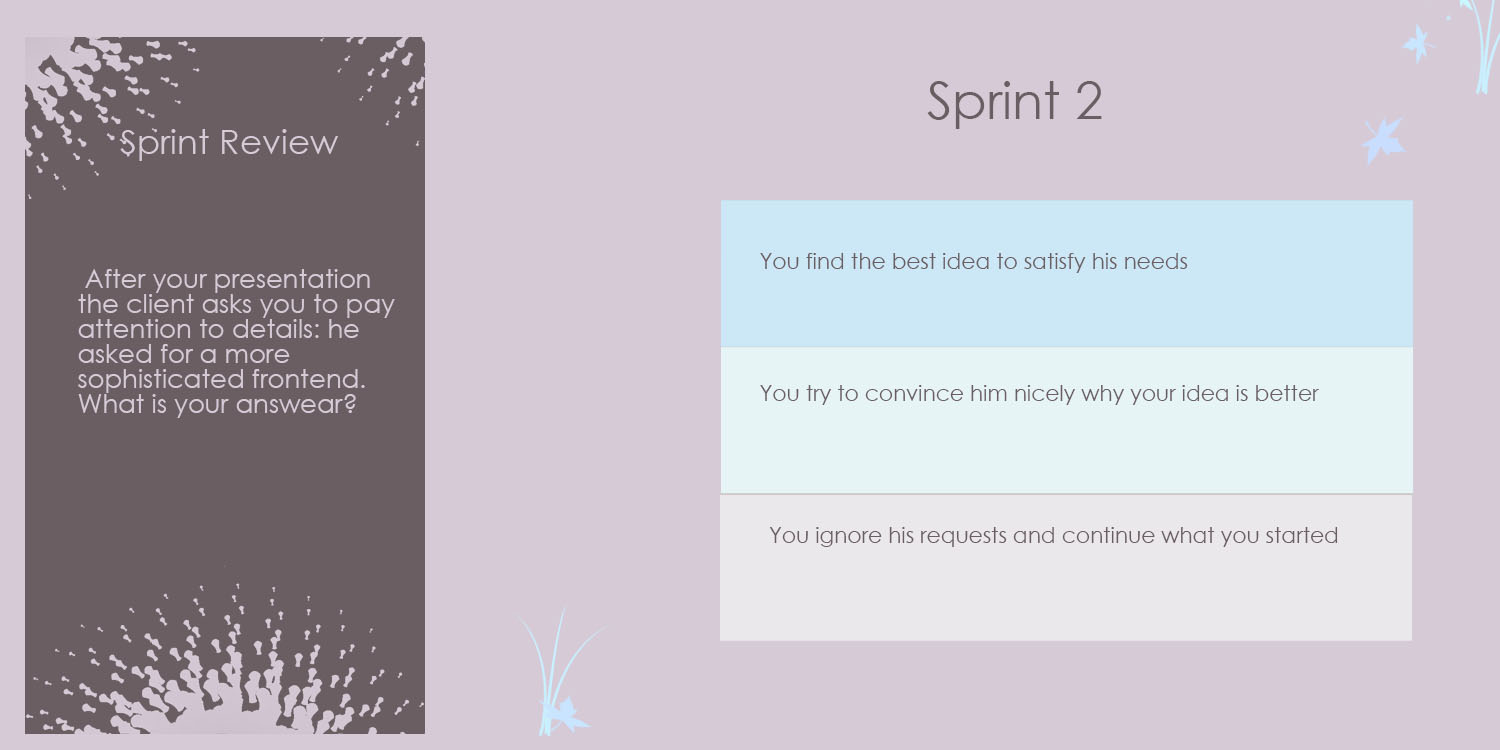 Sprint Review
After your presentation
the client asks you to pay
attention to details: he
asked for a more
sophisticated frontend.
What is your answear?
Sprint 2
You find the best idea to satisfy his needs
You try to convince him nicely why your idea is better
You ignore his requests and continue what you started